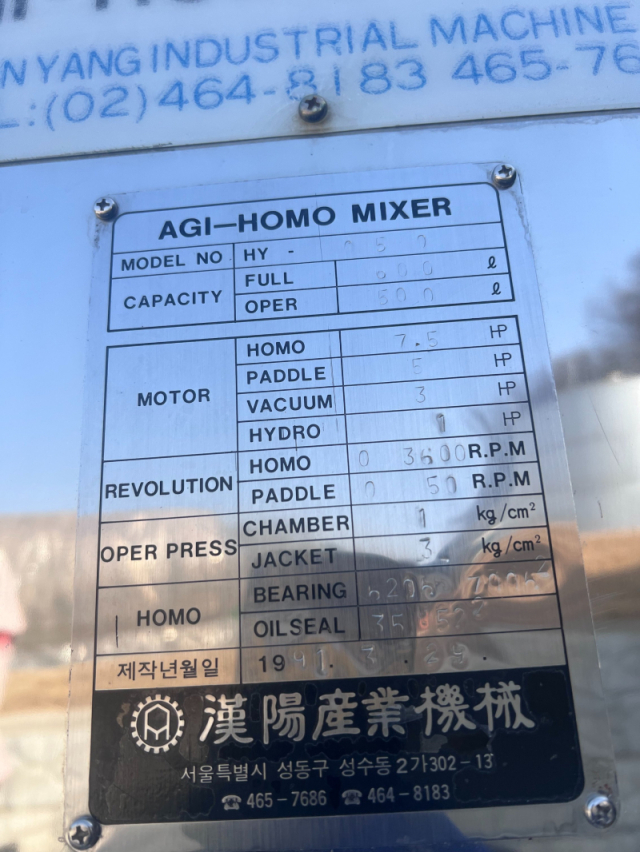 N YANG INDUSTRIAL MACHINE
L:(02)464-8183 465-76
AGI-HOMO MIXER
MODEL NO HY - 050
CAPACITY FULL 600 ℓ
OPER 500 ℓ
MOTOR HOMO 7.5 HP
PADDLE 5 HP
VACUUM 3 HP
HYDRO 1 HP
REVOLUTION HOMO 0 3600 R.P.M
PADDLE 0 50 R.P.M
OPER PRESS CHAMBER 1 kg/cm²
JACKET 3 kg/cm²
HOMO BEARING
OILSEAL
제작년월일
漢陽産業機械
서울특별시 성동구 성수동2가302-13
☎ 465-7686 ☎ 464-8183